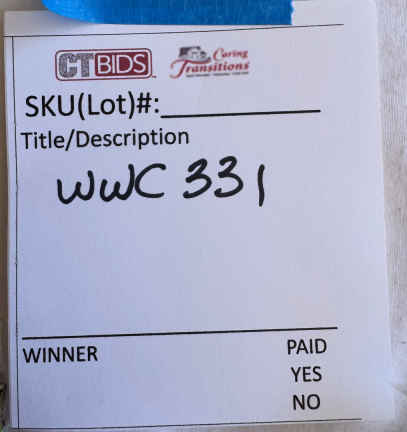 CTBIDS Caring Transitions
SKU(Lot)#:
Title/Description
WWC 331
WINNER PAID
YES
NO